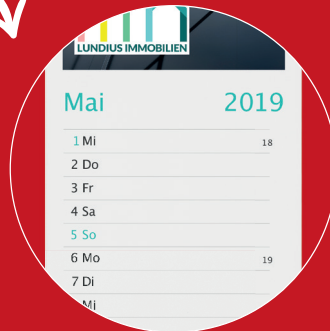 LUNDIUS IMMOBILIEN
Mai 2019
1 Mi 18
2 Do
3 Fr
4 Sa
5 So
6 Mo 19
7 Di
Mi